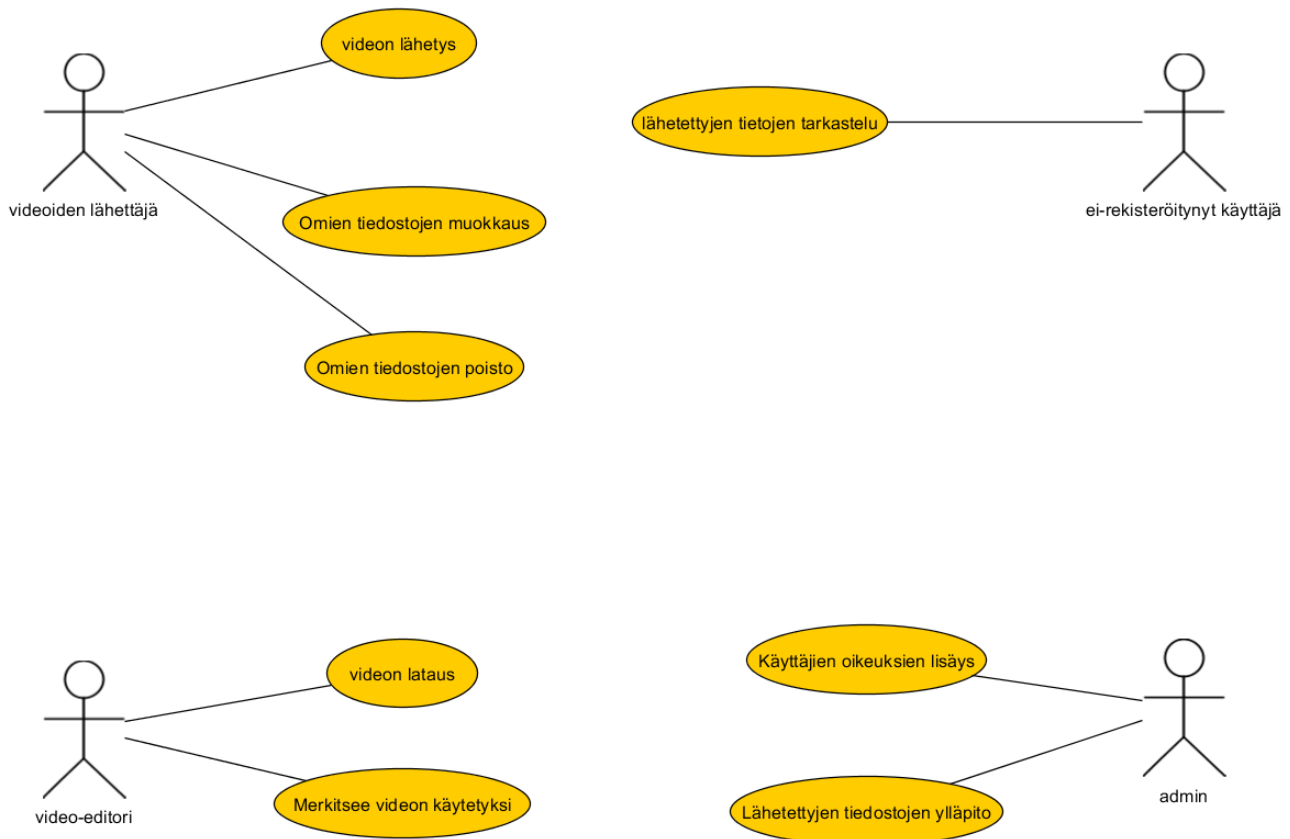 videon lähetys
lähetettyjen tietojen tarkastelu
videoiden lähettäjä
ei-rekisteröitynyt käyttäjä
Omien tiedostojen muokkaus
Omien tiedostojen poisto
videon lataus
Käyttäjien oikeuksien lisäys
Merkitsee videon käytetyksi
Lähetettyjen tiedostojen ylläpito
video-editori
admin